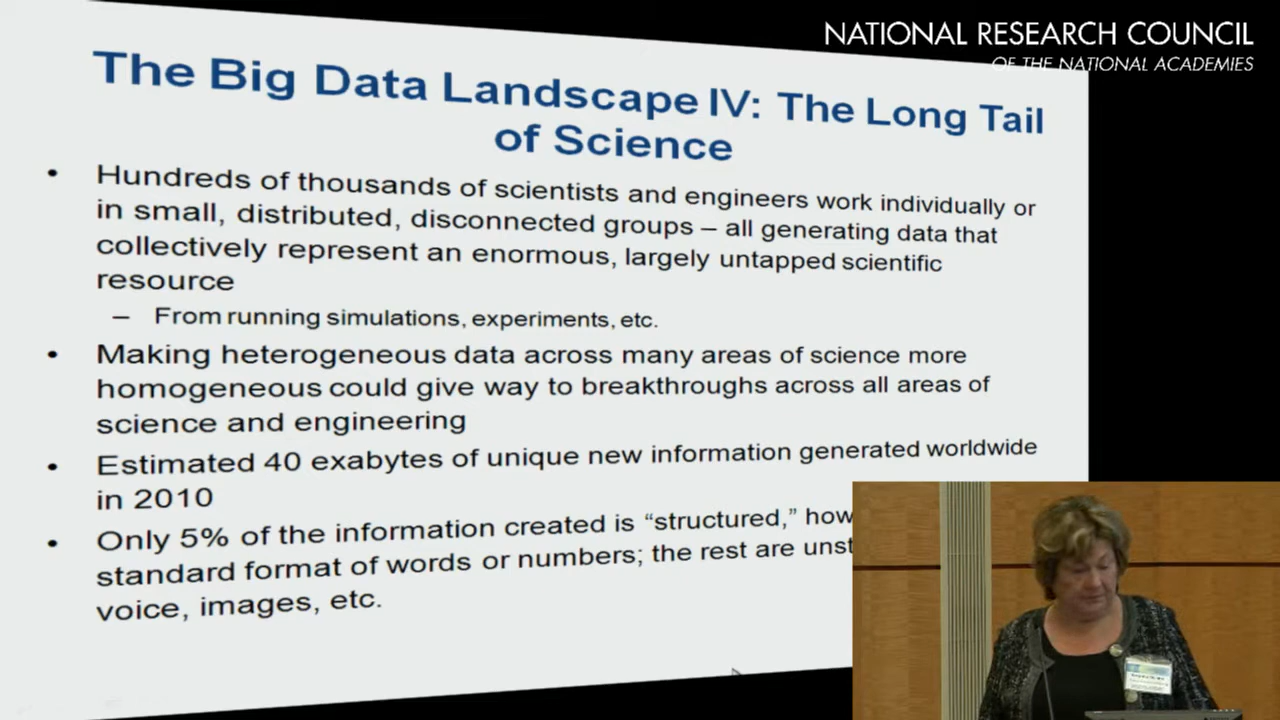 NATIONAL RESEARCH COUNCIL
OF THE NATIONAL ACADEMIES
The Big Data Landscape IV: The Long Tail
of Science
• Hundreds of thousands of scientists and engineers work individually or
in small, distributed, disconnected groups – all generating data that
collectively represent an enormous, largely untapped scientific
resource
– From running simulations, experiments, etc.
• Making heterogeneous data across many areas of science more
homogeneous could give way to breakthroughs across all areas of
science and engineering
• Estimated 40 exabytes of unique new information generated worldwide
in 2010
• Only 5% of the information created is “structured,” how
standard format of words or numbers; the rest are unst
voice, images, etc.